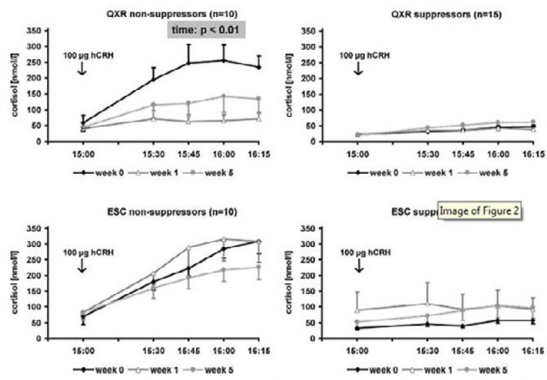 QXR non-suppressors (n=10)
time: p < 0.01
100 µg hCRH
cortisol [nmol/l]
350
300
250
200
150
100
50
0
15:00 15:30 15:45 16:00 16:15
week 0 week 1 week 5
QXR suppressors (n=15)
100 µg hCRH
cortisol [nmol/l]
350
300
250
200
150
100
50
0
15:00 15:30 15:45 16:00 16:15
week 0 week 1 week 5
ESC non-suppressors (n=10)
100 µg hCRH
cortisol [nmol/l]
350
300
250
200
150
100
50
0
15:00 15:30 15:45 16:00 16:15
week 0 week 1 week 5
ESC supp
Image of Figure 2
100 µg hCRH
cortisol [nmol/l]
350
300
250
200
150
100
50
0
15:00 15:30 15:45 16:00 16:15
week 0 week 1 week 5